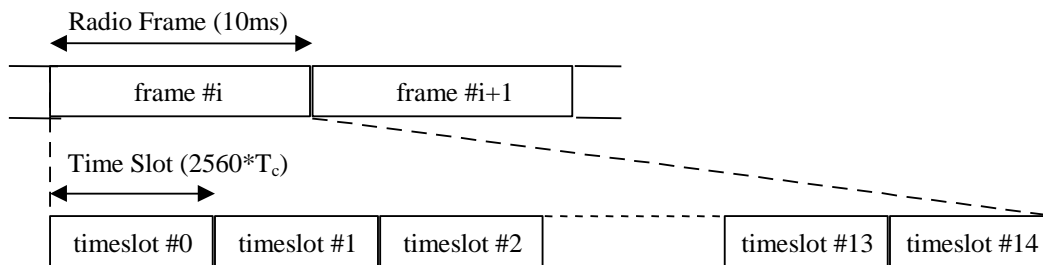 Radio Frame (10ms)
frame #i frame #i+1
Time Slot (2560*Tc)
timeslot #0 timeslot #1 timeslot #2 timeslot #13 timeslot #14